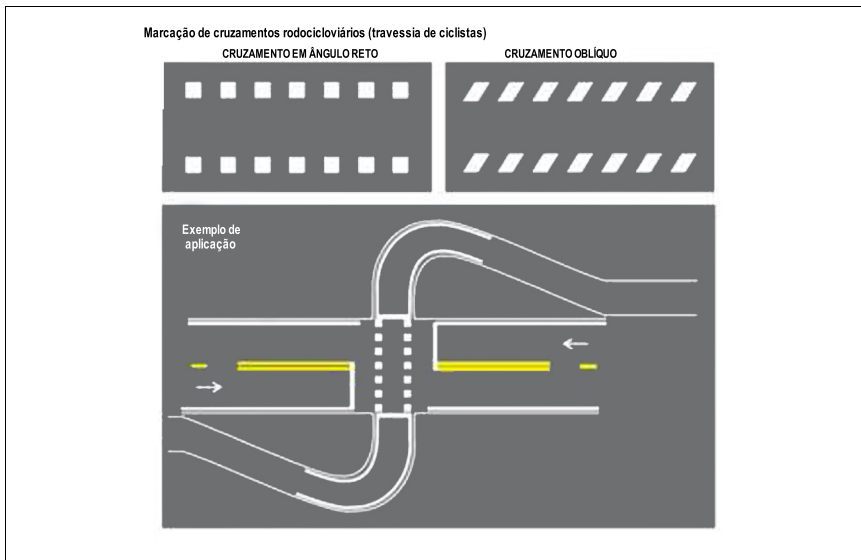 Marcação de cruzamentos rodocicloviários (travessia de ciclistas)
CRUZAMENTO EM ÂNGULO RETO
CRUZAMENTO OBLÍQUO
Exemplo de
aplicação